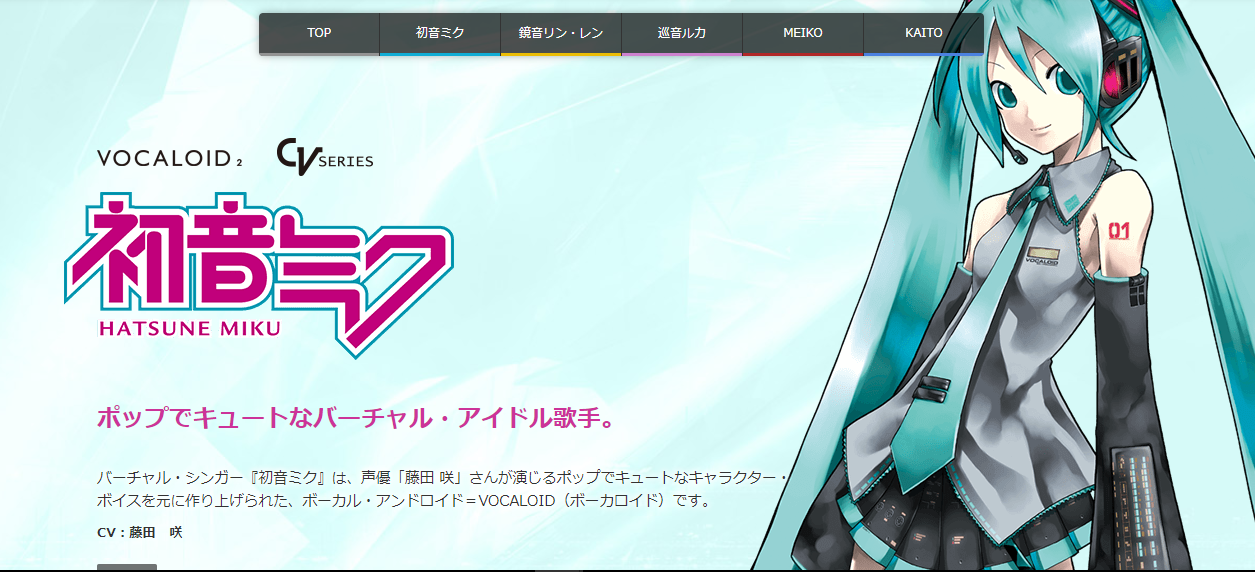 TOP 初音ミク 鏡音リン・レン 巡音ルカ MEIKO KAITO
VOCALOID 2 CV SERIES
初音ミク
HATSUNE MIKU
01
VOCALOID
ポップでキュートなバーチャル・アイドル歌手。
バーチャル・シンガー『初音ミク』は、声優「藤田 咲」さんが演じるポップでキュートなキャラクター・
ボイスを元に作り上げられた、ボーカル・アンドロイド＝VOCALOID（ボーカロイド）です。
CV：藤田　咲